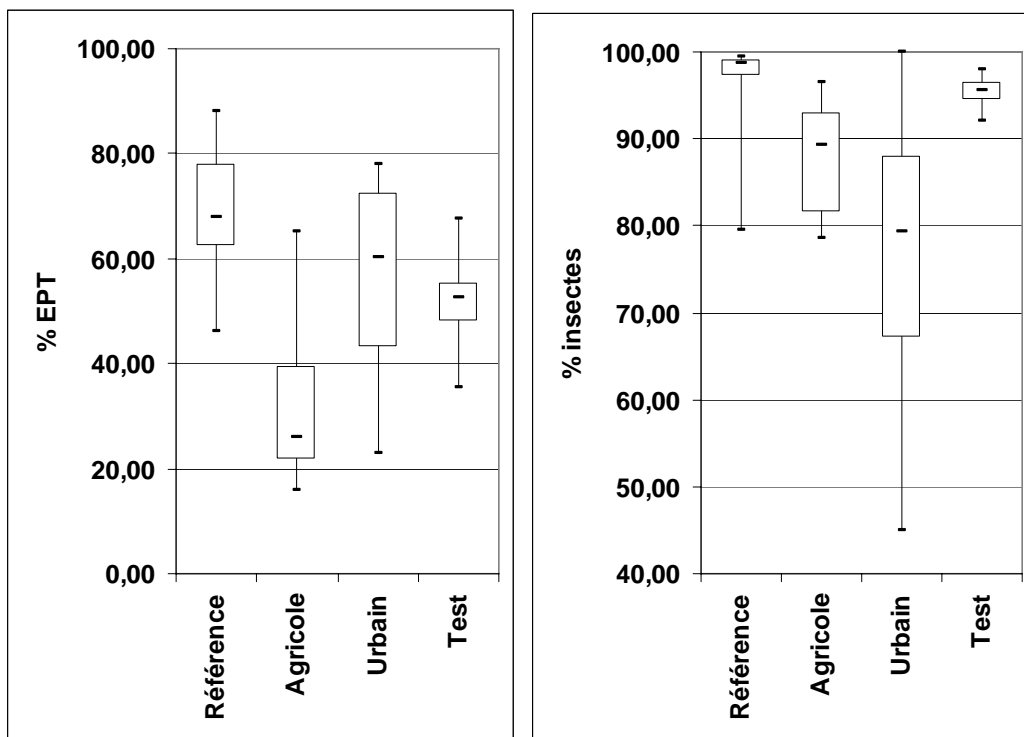 % EPT
100,00
80,00
60,00
40,00
20,00
0,00
Référence
Agricole
Urbain
Test
% insectes
100,00
90,00
80,00
70,00
60,00
50,00
40,00
Référence
Agricole
Urbain
Test